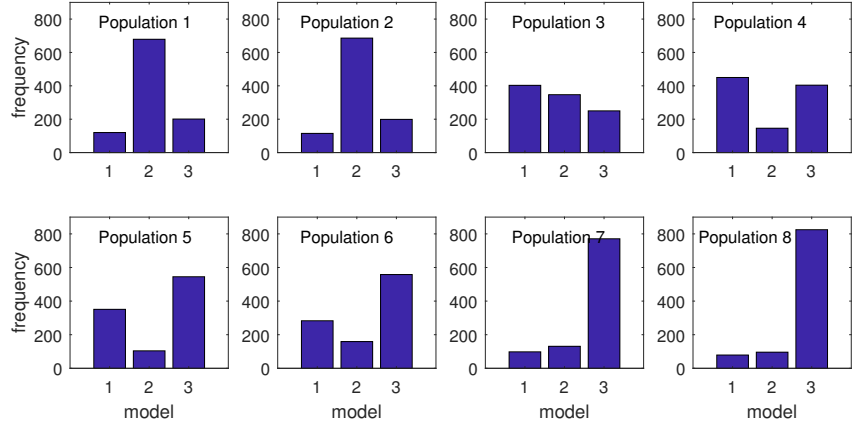 Population 1
Population 2
Population 3
Population 4
frequency
800
600
400
200
0
1 2 3
800
600
400
200
0
1 2 3
800
600
400
200
0
1 2 3
800
600
400
200
0
1 2 3
Population 5
Population 6
Population 7
Population 8
frequency
800
600
400
200
0
1 2 3
model
800
600
400
200
0
1 2 3
model
800
600
400
200
0
1 2 3
model
800
600
400
200
0
1 2 3
model